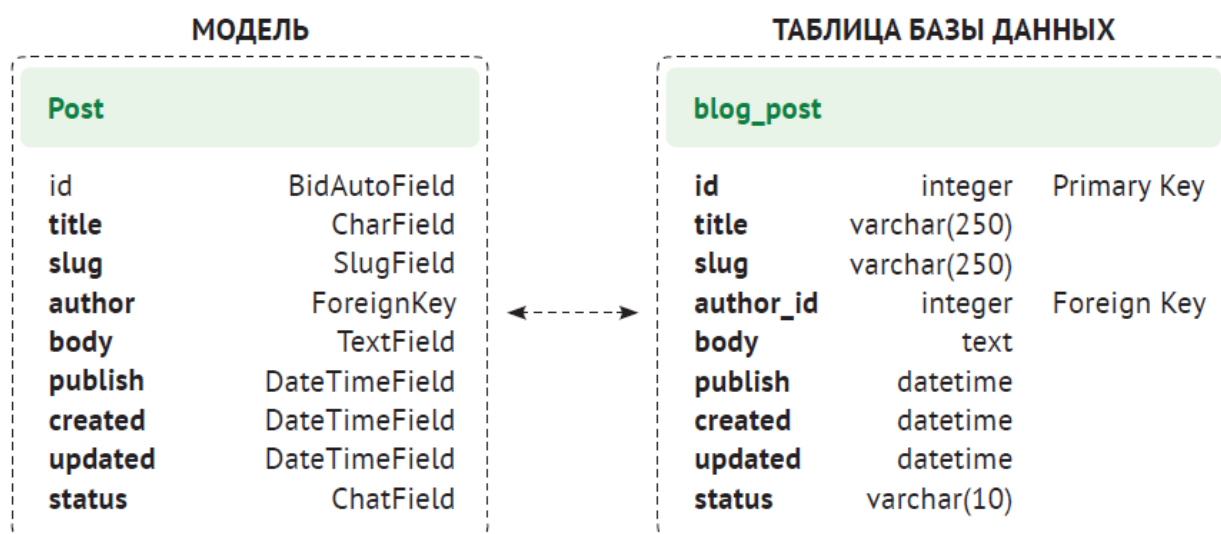 МОДЕЛЬ
Post
id BidAutoField
title CharField
slug SlugField
author ForeignKey
body TextField
publish DateTimeField
created DateTimeField
updated DateTimeField
status ChatField
ТАБЛИЦА БАЗЫ ДАННЫХ
blog_post
id integer Primary Key
title varchar(250)
slug varchar(250)
author_id integer Foreign Key
body text
publish datetime
created datetime
updated datetime
status varchar(10)